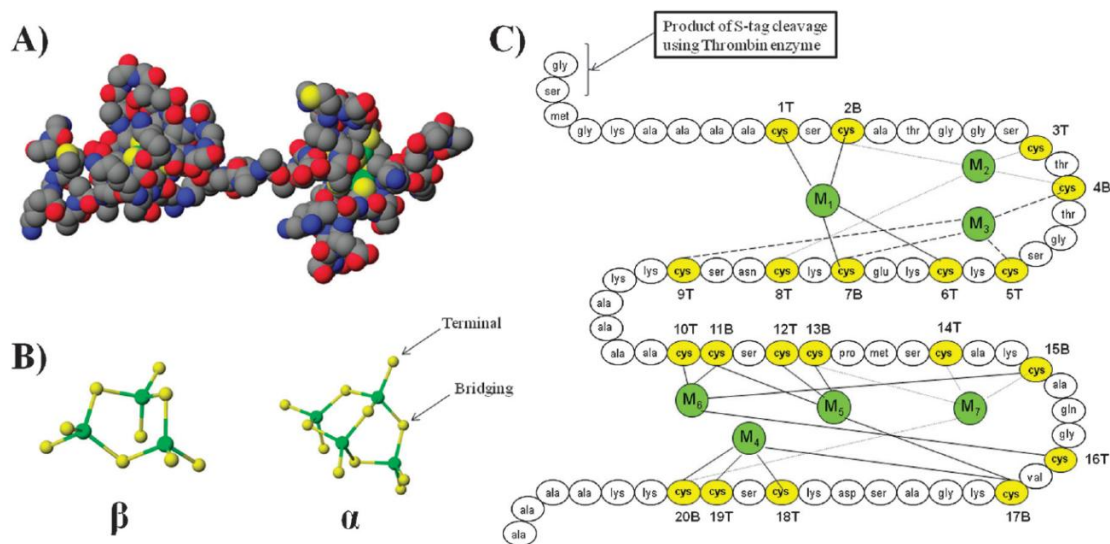 A)
B)
Terminal
Bridging
β
α
C)
Product of S-tag cleavage
using Thrombin enzyme
gly
ser
met
1T 2B
gly lys ala ala ala ala cys ser cys ala thr gly gly ser
3T
cys
thr
cys 4B
thr
gly
ser
M1
M2
M3
lys cys ser asn cys lys cys glu lys cys lys cys
9T 8T 7B 6T 5T
lys
ala
ala
10T 11B 12T 13B 14T
ala ala cys cys ser cys cys pro met ser cys ala lys
15B
cys
ala
gln
gly
cys
16T
val
M6
M5
M7
M4
ala ala lys lys cys cys ser cys lys asp ser ala gly lys cys
20B 19T 18T 17B
ala
ala